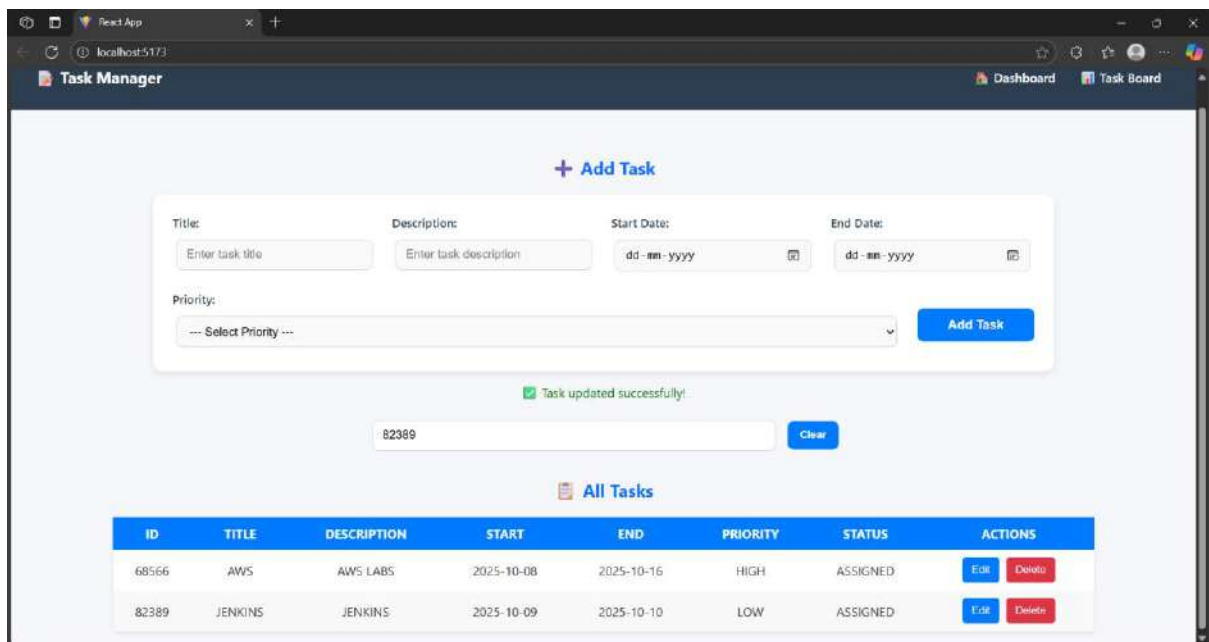 React App
localhost:5173
Task Manager Dashboard Task Board
Add Task
Title: Description: Start Date: End Date:
Enter task title Enter task description dd-mm-yyyy dd-mm-yyyy
Priority:
--- Select Priority --- Add Task
Task updated successfully!
82389 Clear
All Tasks
ID TITLE DESCRIPTION START END PRIORITY STATUS ACTIONS
68566 AWS AWS LABS 2025-10-08 2025-10-16 HIGH ASSIGNED Edit Delete
82389 JENKINS JENKINS 2025-10-09 2025-10-10 LOW ASSIGNED Edit Delete